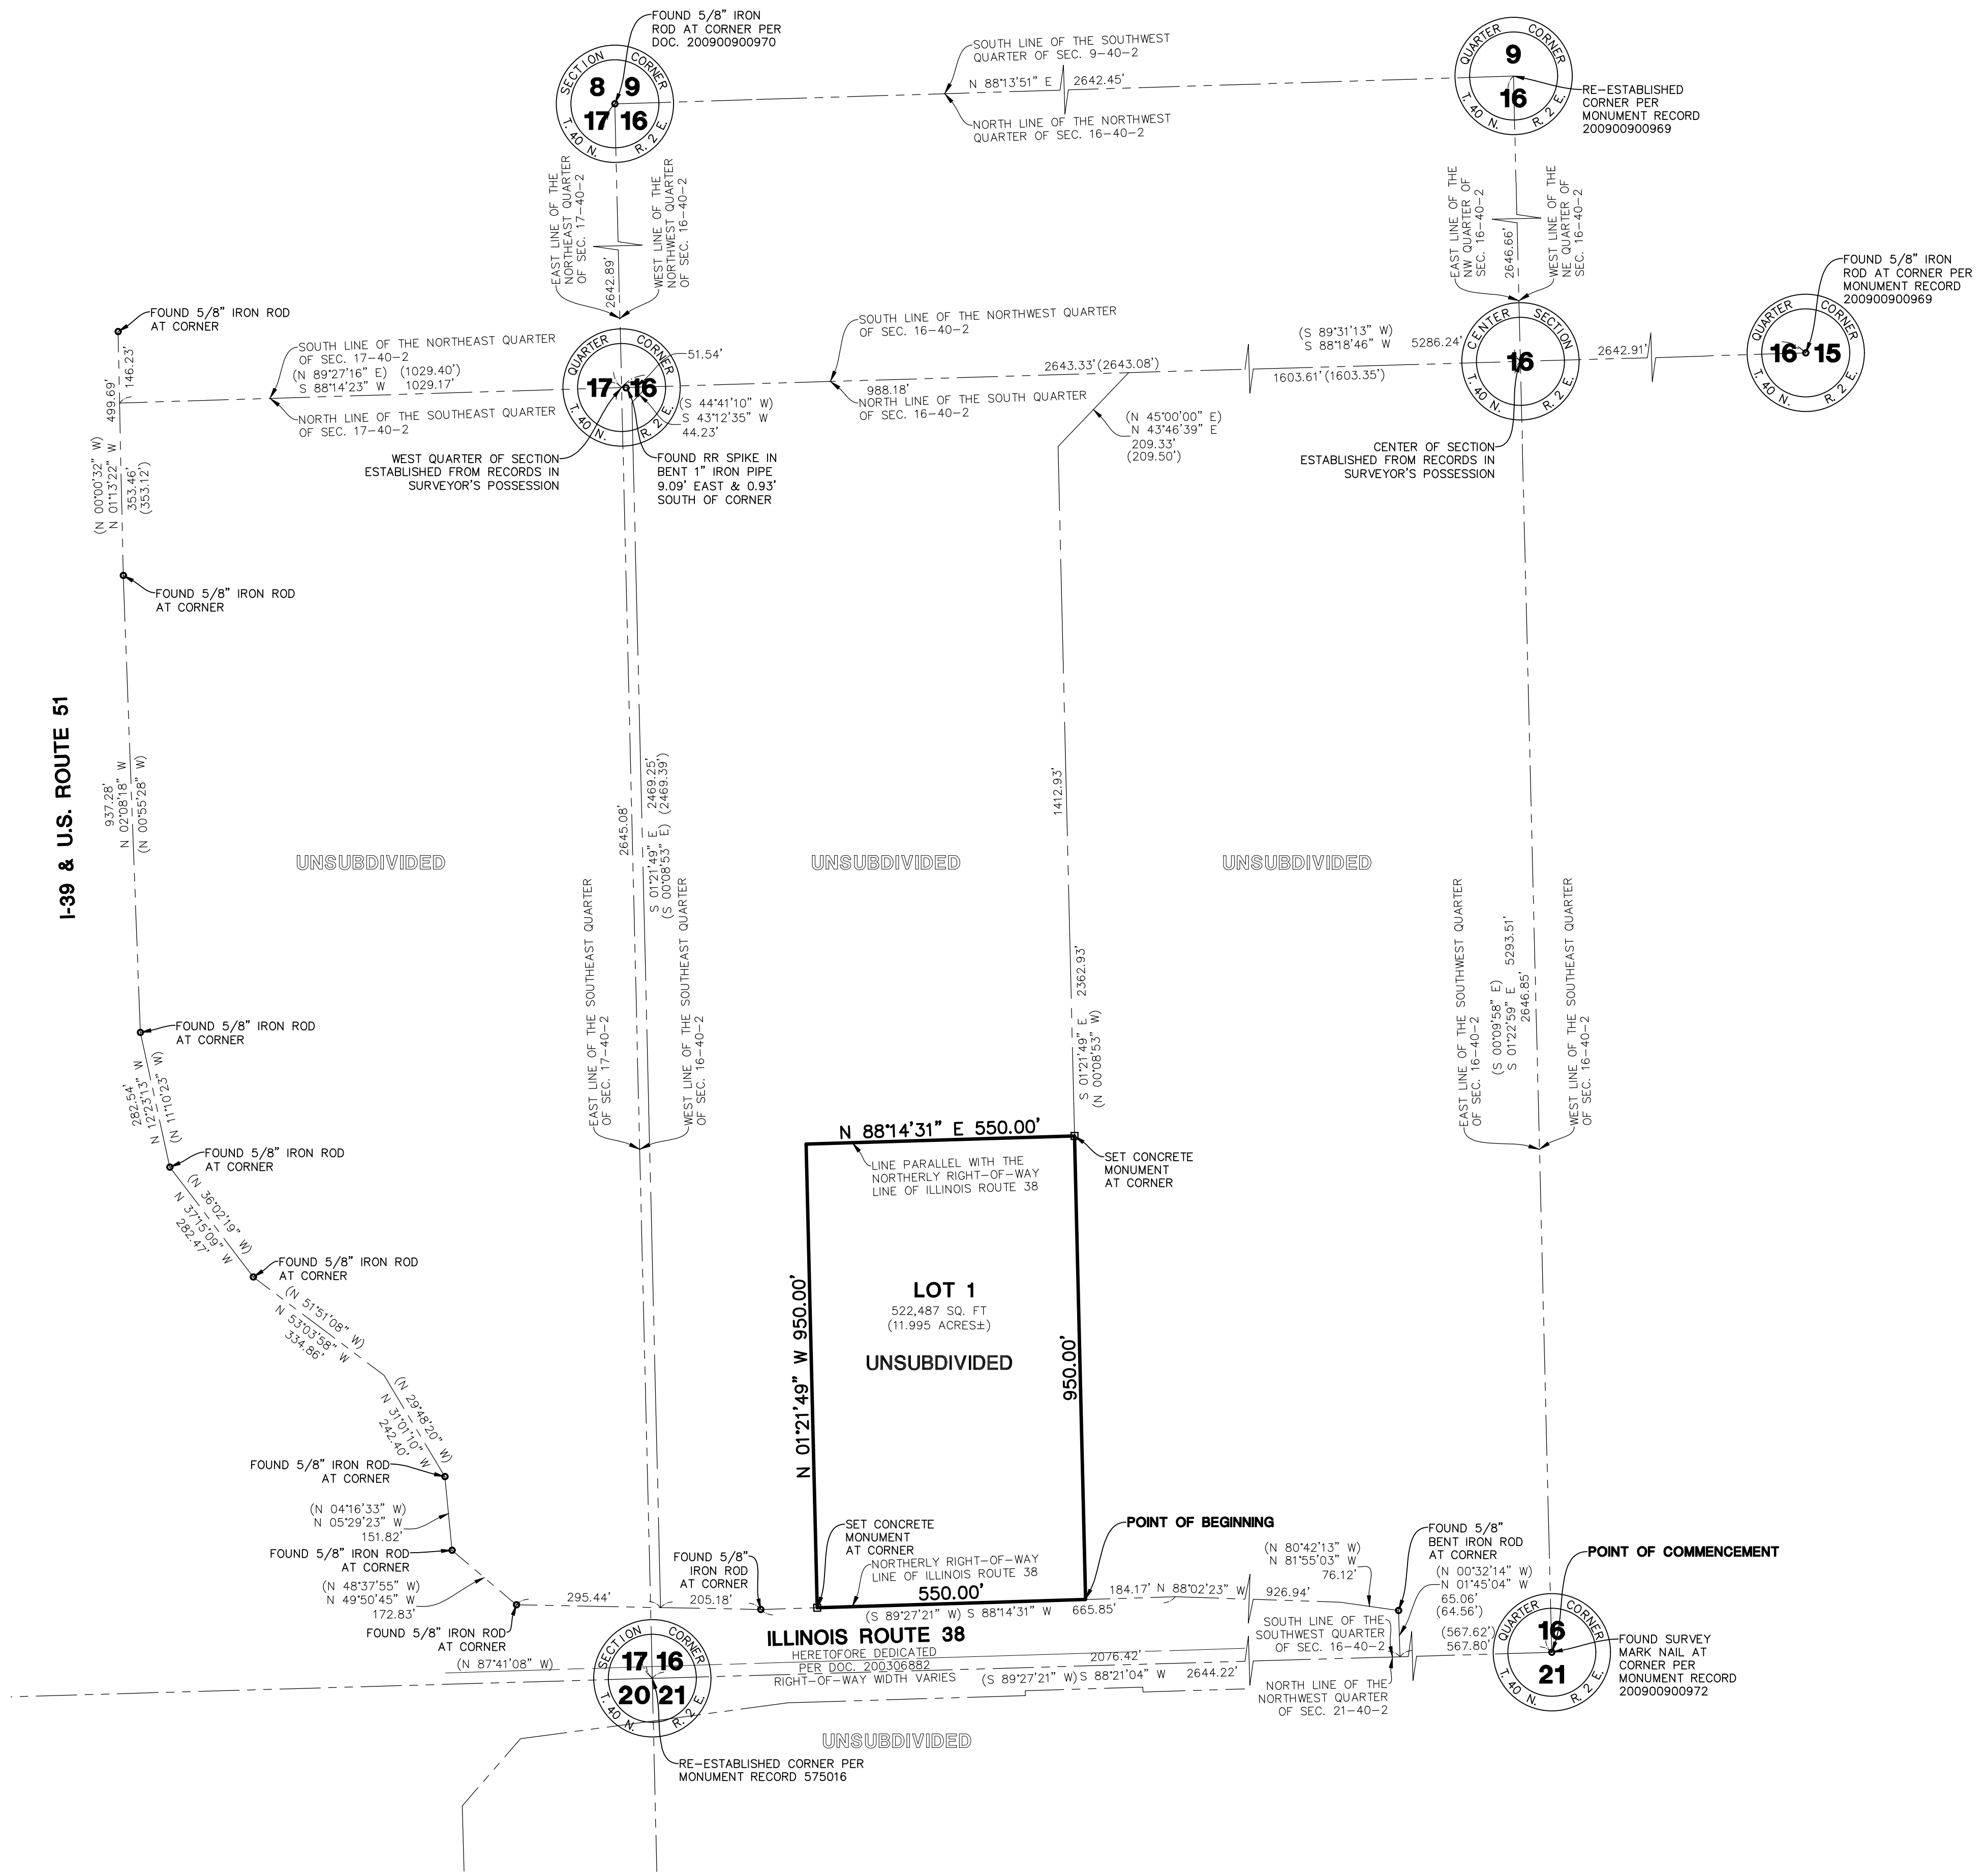 FOUND 5/8" IRON
ROD AT CORNER PER
DOC. 200900900970
SECTION CORNER
8 9
17 16
T. 40 N. R. 2 E.
SOUTH LINE OF THE SOUTHWEST
QUARTER OF SEC. 9-40-2
N 88°13'51" E 2642.45'
NORTH LINE OF THE NORTHWEST
QUARTER OF SEC. 16-40-2
QUARTER CORNER
9
16
T. 40 N. R. 2 E.
RE-ESTABLISHED
CORNER PER
MONUMENT RECORD
200900900969
EAST LINE OF THE
NORTHEAST QUARTER
OF SEC. 17-40-2
2642.89'
WEST LINE OF THE
NORTHWEST QUARTER
OF SEC. 16-40-2
EAST LINE OF THE
NW QUARTER OF
SEC. 16-40-2
2646.66'
WEST LINE OF THE
NE QUARTER OF
SEC. 16-40-2
FOUND 5/8" IRON
ROD AT CORNER PER
MONUMENT RECORD
200900900969
QUARTER CORNER
16 15
T. 40 N. R. 2 E.
FOUND 5/8" IRON ROD
AT CORNER
146.23'
499.69'
SOUTH LINE OF THE NORTHEAST QUARTER
OF SEC. 17-40-2
(N 89°27'16" E) (1029.40')
S 88°14'23" W 1029.17'
NORTH LINE OF THE SOUTHEAST QUARTER
OF SEC. 17-40-2
QUARTER CORNER
17 16
T. 40 N. R. 2 E.
51.54'
(S 44°41'10" W)
S 43°12'35" W
44.23'
SOUTH LINE OF THE NORTHWEST QUARTER
OF SEC. 16-40-2
988.18'
NORTH LINE OF THE SOUTH QUARTER
OF SEC. 16-40-2
2643.33'(2643.08')
(S 89°31'13" W)
S 88°18'46" W 5286.24'
1603.61'(1603.35')
CENTER SECTION
16
T. 40 N. R. 2 E.
2642.91'
(N 45°00'00" E)
N 43°46'39" E
209.33'
(209.50')
WEST QUARTER OF SECTION
ESTABLISHED FROM RECORDS IN
SURVEYOR'S POSSESSION
FOUND RR SPIKE IN
BENT 1" IRON PIPE
9.09' EAST & 0.93'
SOUTH OF CORNER
CENTER OF SECTION
ESTABLISHED FROM RECORDS IN
SURVEYOR'S POSSESSION
(N 00°00'32" W)
N 01°13'22" W
353.46'
(353.12')
FOUND 5/8" IRON ROD
AT CORNER
I-39 & U.S. ROUTE 51
937.28'
N 02°08'18" W
(N 00°55'28" W)
UNSUBDIVIDED
2645.08'
S 01°21'49" E 2469.25'
(S 00°08'53" E) (2469.39')
UNSUBDIVIDED
1412.93'
UNSUBDIVIDED
EAST LINE OF THE SOUTHEAST QUARTER
OF SEC. 17-40-2
WEST LINE OF THE SOUTHEAST QUARTER
OF SEC. 16-40-2
S 01°21'49" E 2362.93'
(N 00°08'53" W)
EAST LINE OF THE SOUTHWEST QUARTER
OF SEC. 16-40-2
(S 00°09'58" E)
S 01°22'59" E 5293.51'
2646.85'
WEST LINE OF THE SOUTHEAST QUARTER
OF SEC. 16-40-2
FOUND 5/8" IRON ROD
AT CORNER
282.54'
N 12°23'13" W
(N 11°10'23" W)
FOUND 5/8" IRON ROD
AT CORNER
(N 36°02'19" W)
N 37°15'09" W
282.47'
FOUND 5/8" IRON ROD
AT CORNER
(N 51°51'08" W)
N 53°03'58" W
334.86'
(N 29°48'20" W)
N 31°01'10" W
242.40'
N 88°14'31" E 550.00'
LINE PARALLEL WITH THE
NORTHERLY RIGHT-OF-WAY
LINE OF ILLINOIS ROUTE 38
SET CONCRETE
MONUMENT
AT CORNER
N 01°21'49" W 950.00'
LOT 1
522,487 SQ. FT
(11.995 ACRES±)
UNSUBDIVIDED
950.00'
FOUND 5/8" IRON ROD
AT CORNER
(N 04°16'33" W)
N 05°29'23" W
151.82'
FOUND 5/8" IRON ROD
AT CORNER
(N 48°37'55" W)
N 49°50'45" W
172.83'
FOUND 5/8" IRON ROD
AT CORNER
295.44'
205.18'
FOUND 5/8"
IRON ROD
AT CORNER
SET CONCRETE
MONUMENT
AT CORNER
NORTHERLY RIGHT-OF-WAY
LINE OF ILLINOIS ROUTE 38
550.00'
(S 89°27'21" W) S 88°14'31" W 665.85'
POINT OF BEGINNING
184.17' N 88°02'23" W
926.94'
(N 80°42'13" W)
N 81°55'03" W
76.12'
FOUND 5/8"
BENT IRON ROD
AT CORNER
(N 00°32'14" W)
N 01°45'04" W
65.06'
(64.56')
POINT OF COMMENCEMENT
(567.62')
567.80'
SOUTH LINE OF THE
SOUTHWEST QUARTER
OF SEC. 16-40-2
NORTH LINE OF THE
NORTHWEST QUARTER
OF SEC. 21-40-2
QUARTER CORNER
16
21
T. 40 N. R. 2 E.
FOUND SURVEY
MARK NAIL AT
CORNER PER
MONUMENT RECORD
200900900972
(N 87°41'08" W)
SECTION CORNER
17 16
20 21
T. 40 N. R. 2 E.
ILLINOIS ROUTE 38
HERETOFORE DEDICATED
PER DOC. 200306882
RIGHT-OF-WAY WIDTH VARIES
2076.42'
(S 89°27'21" W) S 88°21'04" W 2644.22'
UNSUBDIVIDED
RE-ESTABLISHED CORNER PER
MONUMENT RECORD 575016